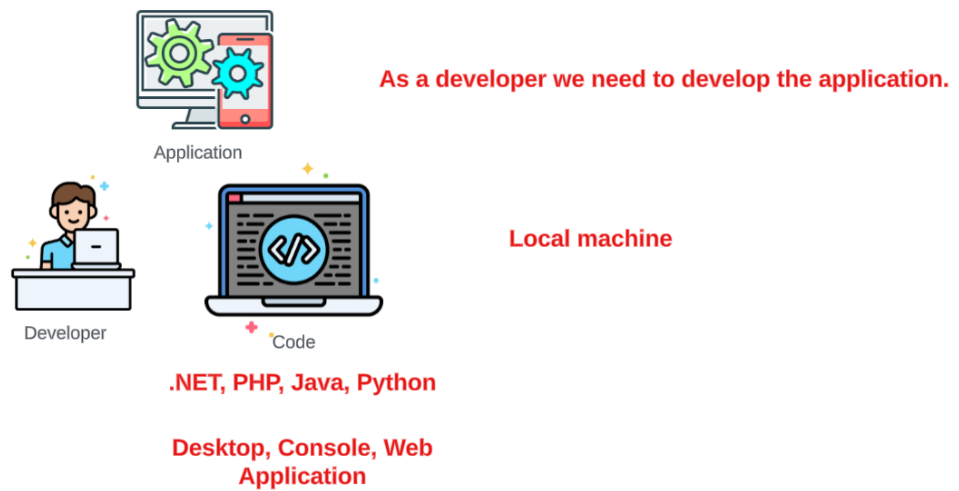 As a developer we need to develop the application.
Application
Local machine
Developer
Code
.NET, PHP, Java, Python
Desktop, Console, Web
Application